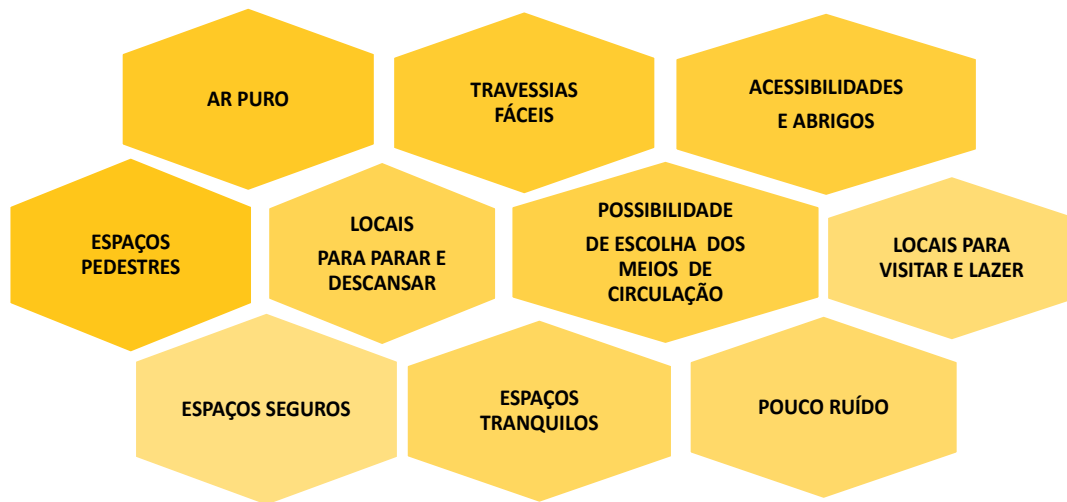 AR PURO
TRAVESSIAS
FÁCEIS
ACESSIBILIDADES
E ABRIGOS
ESPAÇOS
PEDESTRES
LOCAIS
PARA PARAR E
DESCANSAR
POSSIBILIDADE
DE ESCOLHA DOS
MEIOS DE
CIRCULAÇÃO
LOCAIS PARA
VISITAR E LAZER
ESPAÇOS SEGUROS
ESPAÇOS
TRANQUILOS
POUCO RUÍDO